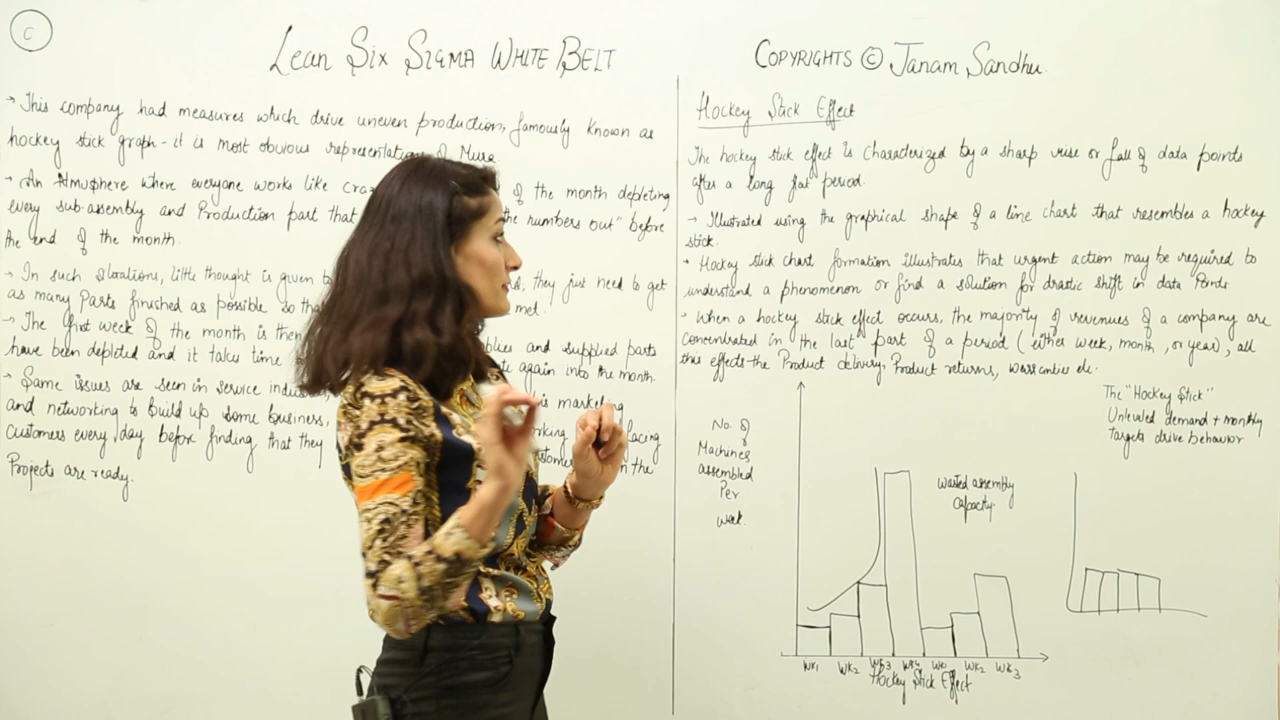 C
Lean Six Sigma White Belt
Copyrights © Janam Sandhu.
→ This company had measures which drive uneven production, famously known as
hockey stick graph - it is most obvious representation of Mura
→ An Atmosphere where everyone works like of the month depleting
every sub-assembly and Production part that the numbers out" before
the end of the month.
→ In such situations, little thought is given to they just need to get
as many Parts finished as possible so met.
→ The first week of the month is then and supplied parts
have been depleted and it takes time again into the month.
→ Same issues are seen in service marketing
and networking to build up some business, facing
customers every day before finding that they in the
Projects are ready.
Hockey Stick Effect
The hockey stick effect is characterized by a sharp rise or fall of data points
after a long flat period.
→ Illustrated using the graphical shape of a line chart that resembles a hockey
stick.
→ Hockey stick chart formation illustrates that urgent action may be required to
understand a phenomenon or find a solution for drastic shift in data Points
→ When a hockey stick effect occurs, the majority of revenues of a company are
concentrated in the last part of a period (either week, month, or year), all
this effects the Product delivery, Product returns, warranties etc.
The "Hockey Stick"
Unleveled demand + monthly
targets drive behavior
No. of
Machines
assembled
Per
week.
wasted assembly
capacity.
WK1 WK2 WK3 WK4 WK1 WK2 WK3
Hockey Stick Effect